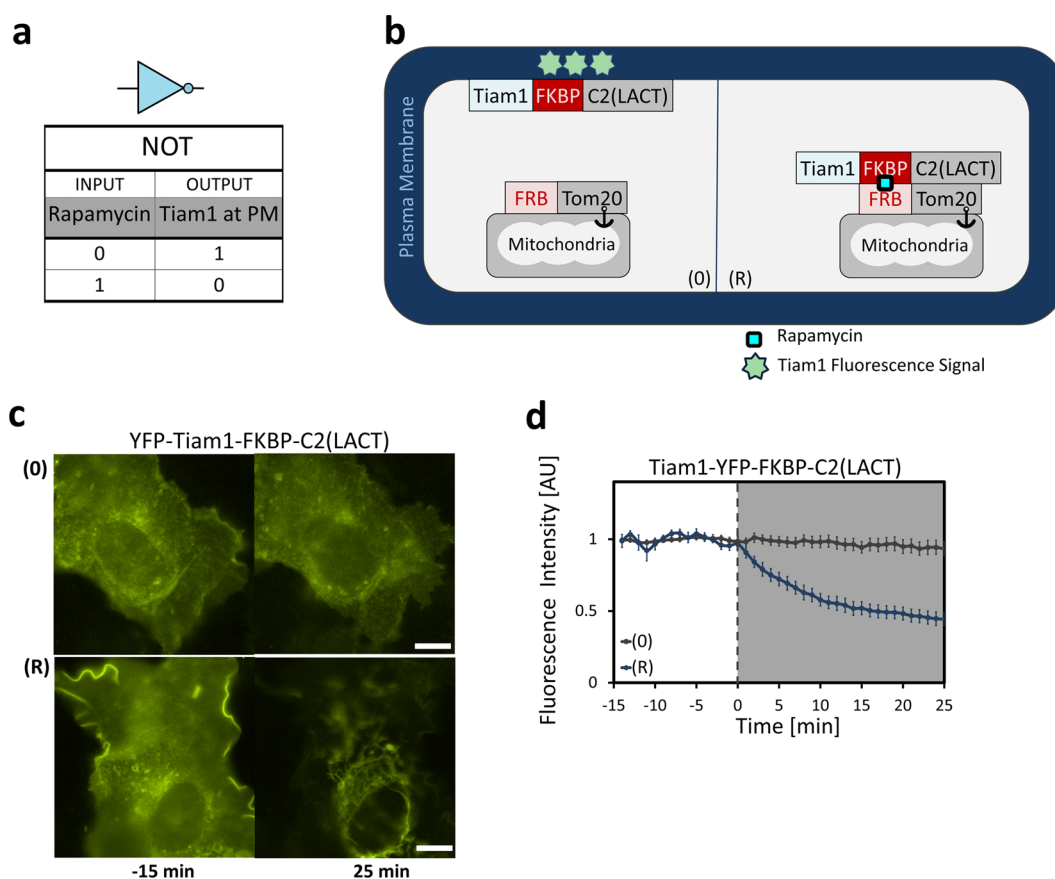 a
NOT
INPUT OUTPUT
Rapamycin Tiam1 at PM
0 1
1 0
b
Plasma Membrane
Tiam1 FKBP C2(LACT)
FRB Tom20
Mitochondria
(0)
Tiam1 FKBP C2(LACT)
FRB Tom20
Mitochondria
(R)
Rapamycin
Tiam1 Fluorescence Signal
c
YFP-Tiam1-FKBP-C2(LACT)
(0)
(R)
-15 min 25 min
d
Tiam1-YFP-FKBP-C2(LACT)
Fluorescence Intensity [AU]
1
0.5
0
(0)
(R)
-15 -10 -5 0 5 10 15 20 25
Time [min]